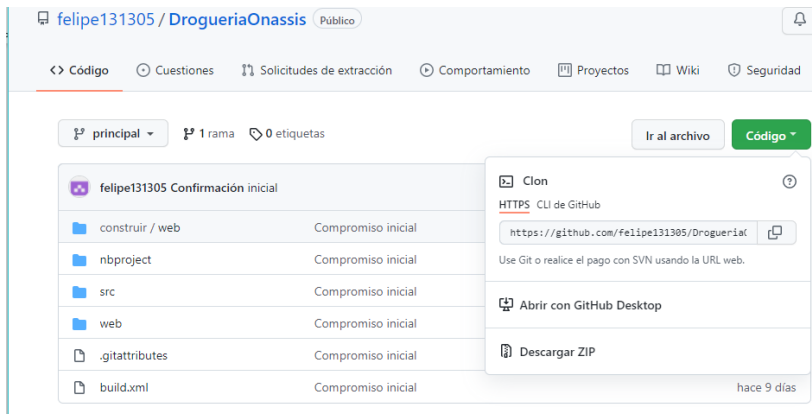 felipe131305 / DrogueriaOnassis Público
Código Cuestiones Solicitudes de extracción Comportamiento Proyectos Wiki Seguridad
principal 1 rama 0 etiquetas Ir al archivo Código
felipe131305 Confirmación inicial
construir / web Compromiso inicial
nbproject Compromiso inicial
src Compromiso inicial
web Compromiso inicial
.gitattributes Compromiso inicial
build.xml Compromiso inicial hace 9 días
Clon
HTTPS CLI de GitHub
https://github.com/felipe131305/Drogueria
Use Git o realice el pago con SVN usando la URL web.
Abrir con GitHub Desktop
Descargar ZIP